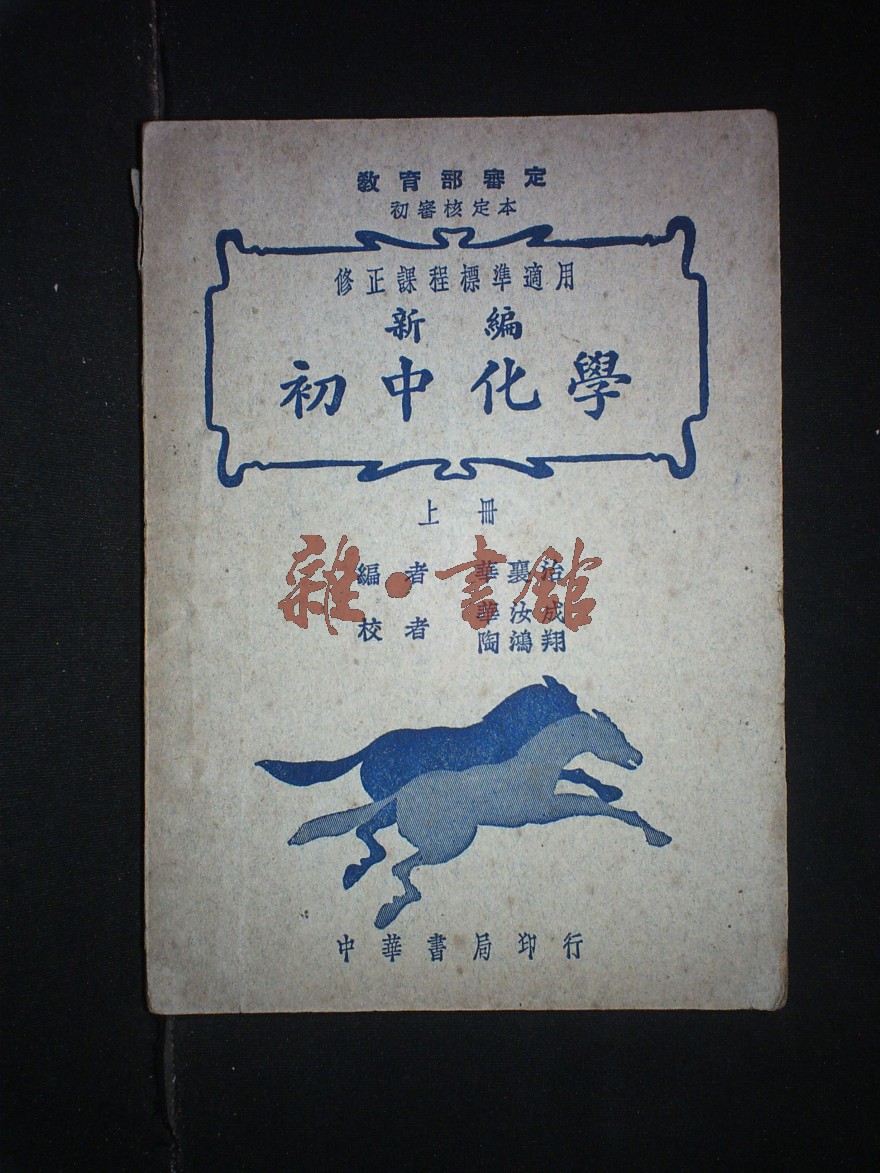 教育部審定
初審核定本
修正課程標準適用
新編
初中化學
上冊
編者 華襄治
校者 華汝成
陶鴻翔
雜·書館
中華書局印行